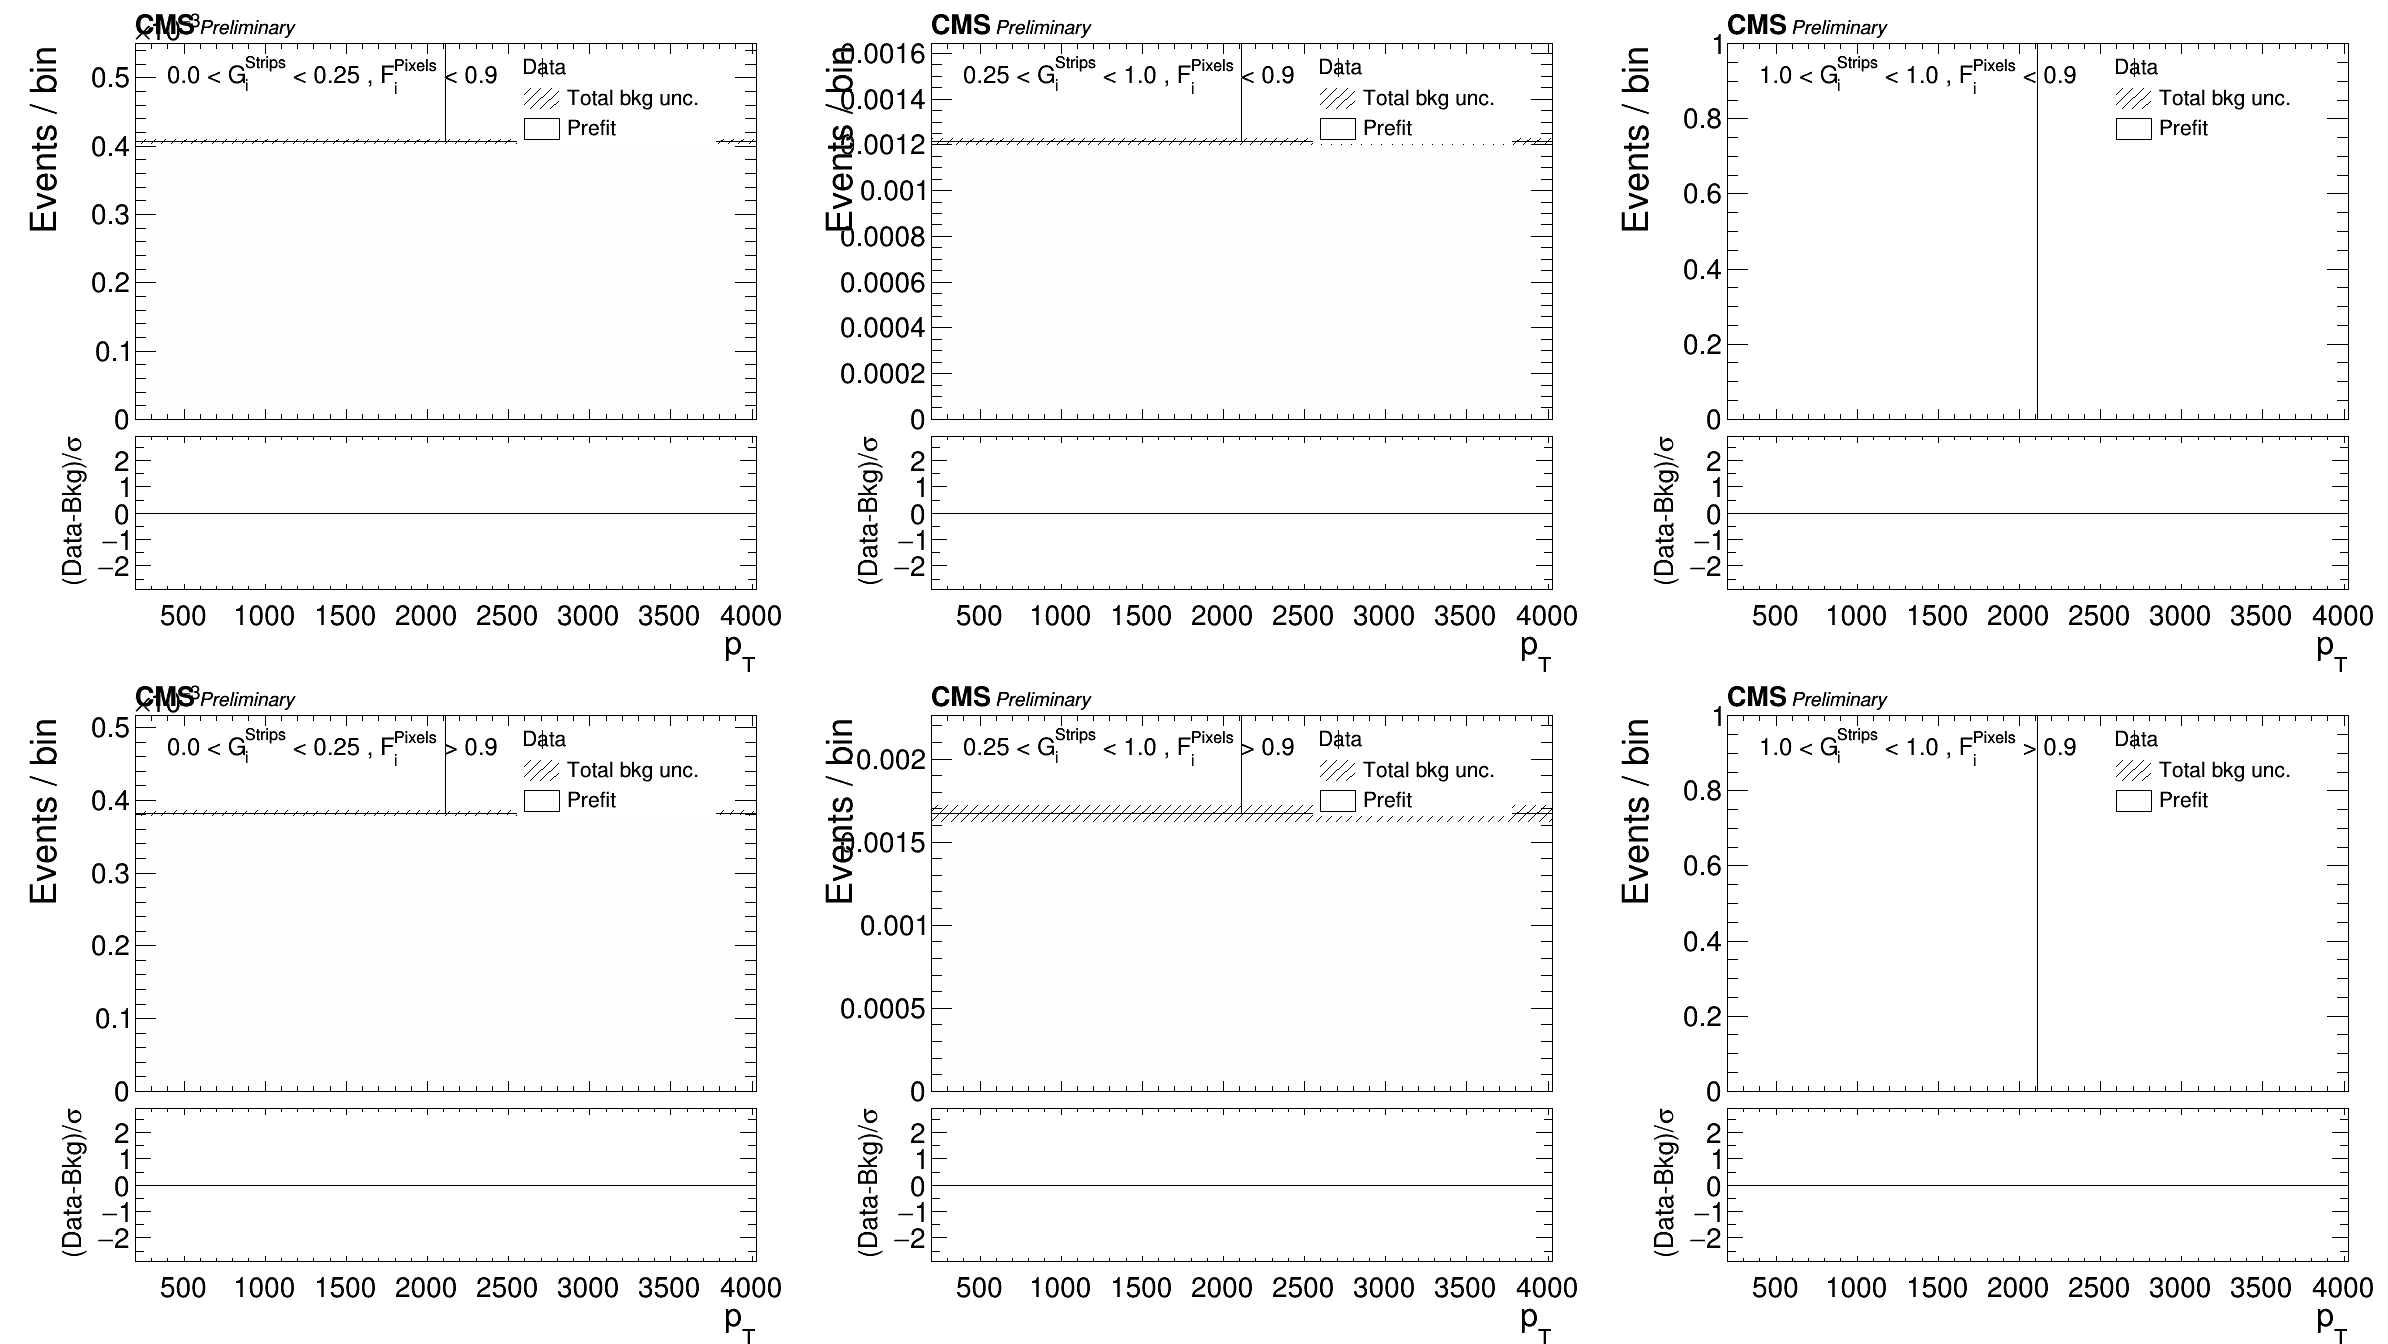 CMS Preliminary
×10⁻³
0.0 < G_i^Strips < 0.25 , F_i^Pixels < 0.9
Data
Total bkg unc.
Prefit
Events / bin
0.5
0.4
0.3
0.2
0.1
0
(Data-Bkg)/σ
2
1
0
−1
−2
500 1000 1500 2000 2500 3000 3500 4000
p_T
CMS Preliminary
0.25 < G_i^Strips < 1.0 , F_i^Pixels < 0.9
Data
Total bkg unc.
Prefit
Events / bin
0.0016
0.0014
0.0012
0.001
0.0008
0.0006
0.0004
0.0002
0
(Data-Bkg)/σ
2
1
0
−1
−2
500 1000 1500 2000 2500 3000 3500 4000
p_T
CMS Preliminary
1.0 < G_i^Strips < 1.0 , F_i^Pixels < 0.9
Data
Total bkg unc.
Prefit
Events / bin
1
0.8
0.6
0.4
0.2
0
(Data-Bkg)/σ
2
1
0
−1
−2
500 1000 1500 2000 2500 3000 3500 4000
p_T
CMS Preliminary
×10⁻³
0.0 < G_i^Strips < 0.25 , F_i^Pixels > 0.9
Data
Total bkg unc.
Prefit
Events / bin
0.5
0.4
0.3
0.2
0.1
0
(Data-Bkg)/σ
2
1
0
−1
−2
500 1000 1500 2000 2500 3000 3500 4000
p_T
CMS Preliminary
0.25 < G_i^Strips < 1.0 , F_i^Pixels > 0.9
Data
Total bkg unc.
Prefit
Events / bin
0.002
0.0015
0.001
0.0005
0
(Data-Bkg)/σ
2
1
0
−1
−2
500 1000 1500 2000 2500 3000 3500 4000
p_T
CMS Preliminary
1.0 < G_i^Strips < 1.0 , F_i^Pixels > 0.9
Data
Total bkg unc.
Prefit
Events / bin
1
0.8
0.6
0.4
0.2
0
(Data-Bkg)/σ
2
1
0
−1
−2
500 1000 1500 2000 2500 3000 3500 4000
p_T